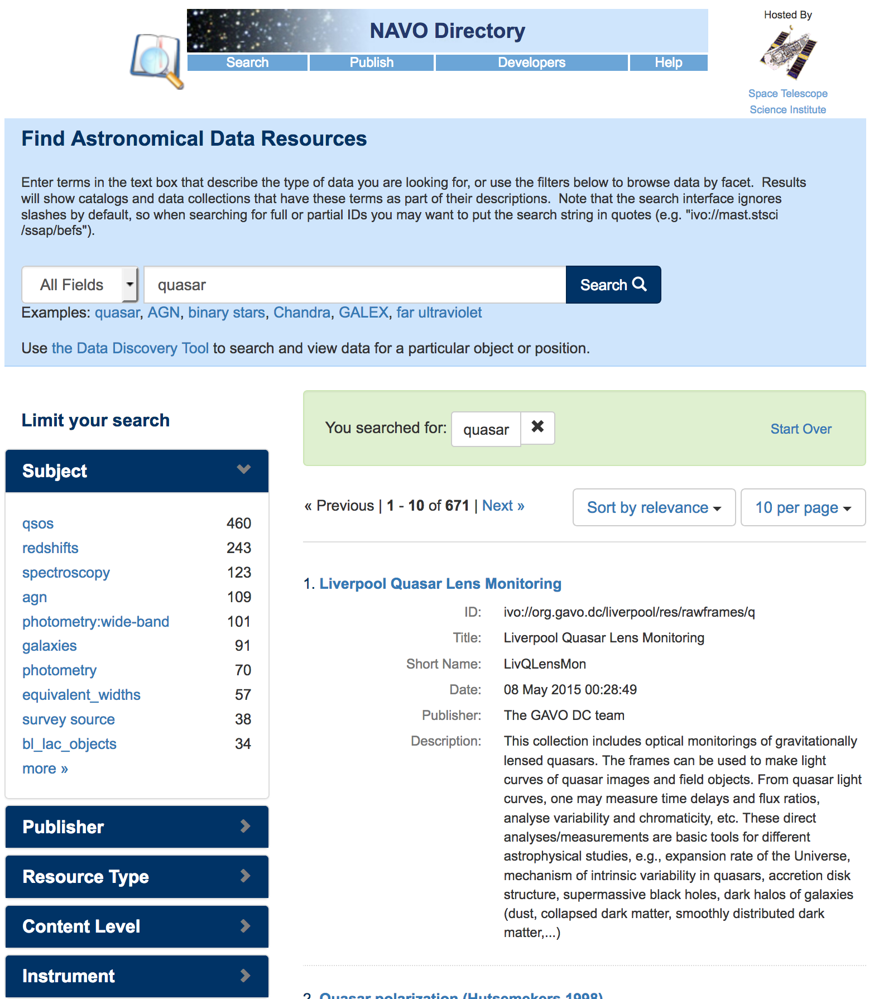 NAVO Directory
Search Publish Developers Help
Hosted By
Space Telescope
Science Institute
Find Astronomical Data Resources
Enter terms in the text box that describe the type of data you are looking for, or use the filters below to browse data by facet.  Results
will show catalogs and data collections that have these terms as part of their descriptions.  Note that the search interface ignores
slashes by default, so when searching for full or partial IDs you may want to put the search string in quotes (e.g. "ivo://mast.stsci
/ssap/befs").
All Fields quasar Search
Examples: quasar, AGN, binary stars, Chandra, GALEX, far ultraviolet
Use the Data Discovery Tool to search and view data for a particular object or position.
Limit your search
Subject
qsos 460
redshifts 243
spectroscopy 123
agn 109
photometry:wide-band 101
galaxies 91
photometry 70
equivalent_widths 57
survey source 38
bl_lac_objects 34
more »
Publisher
Resource Type
Content Level
Instrument
You searched for: quasar ✖ Start Over
« Previous | 1 - 10 of 671 | Next » Sort by relevance 10 per page
1. Liverpool Quasar Lens Monitoring
ID: ivo://org.gavo.dc/liverpool/res/rawframes/q
Title: Liverpool Quasar Lens Monitoring
Short Name: LivQLensMon
Date: 08 May 2015 00:28:49
Publisher: The GAVO DC team
Description: This collection includes optical monitorings of gravitationally
lensed quasars. The frames can be used to make light
curves of quasar images and field objects. From quasar light
curves, one may measure time delays and flux ratios,
analyse variability and chromaticity, etc. These direct
analyses/measurements are basic tools for different
astrophysical studies, e.g., expansion rate of the Universe,
mechanism of intrinsic variability in quasars, accretion disk
structure, supermassive black holes, dark halos of galaxies
(dust, collapsed dark matter, smoothly distributed dark
matter,...)
2. Quasar polarization (Hutsemekers 1998)